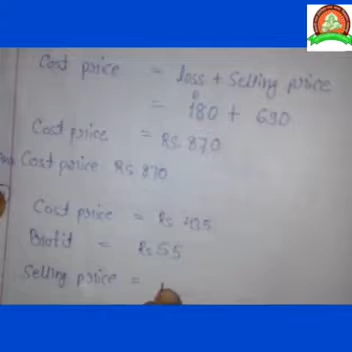 Cost price = loss + Selling price
= 180 + 690
Cost price = Rs. 870
Cost price Rs. 870
Cost price = Rs. 735
Profit = Rs 55
Selling price =